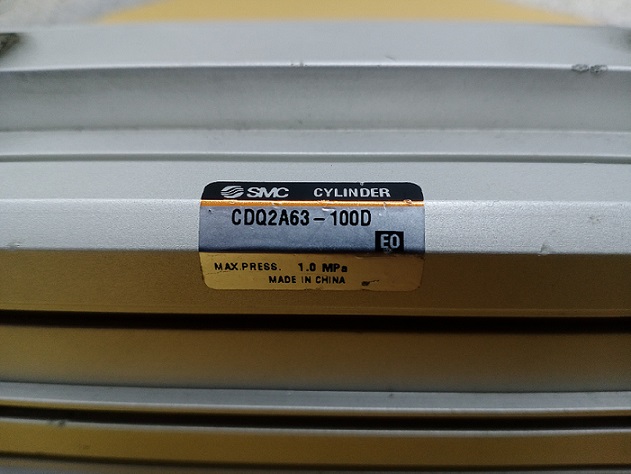 SMC CYLINDER
CDQ2A63-100D
EO
MAX.PRESS. 1.0 MPa
MADE IN CHINA